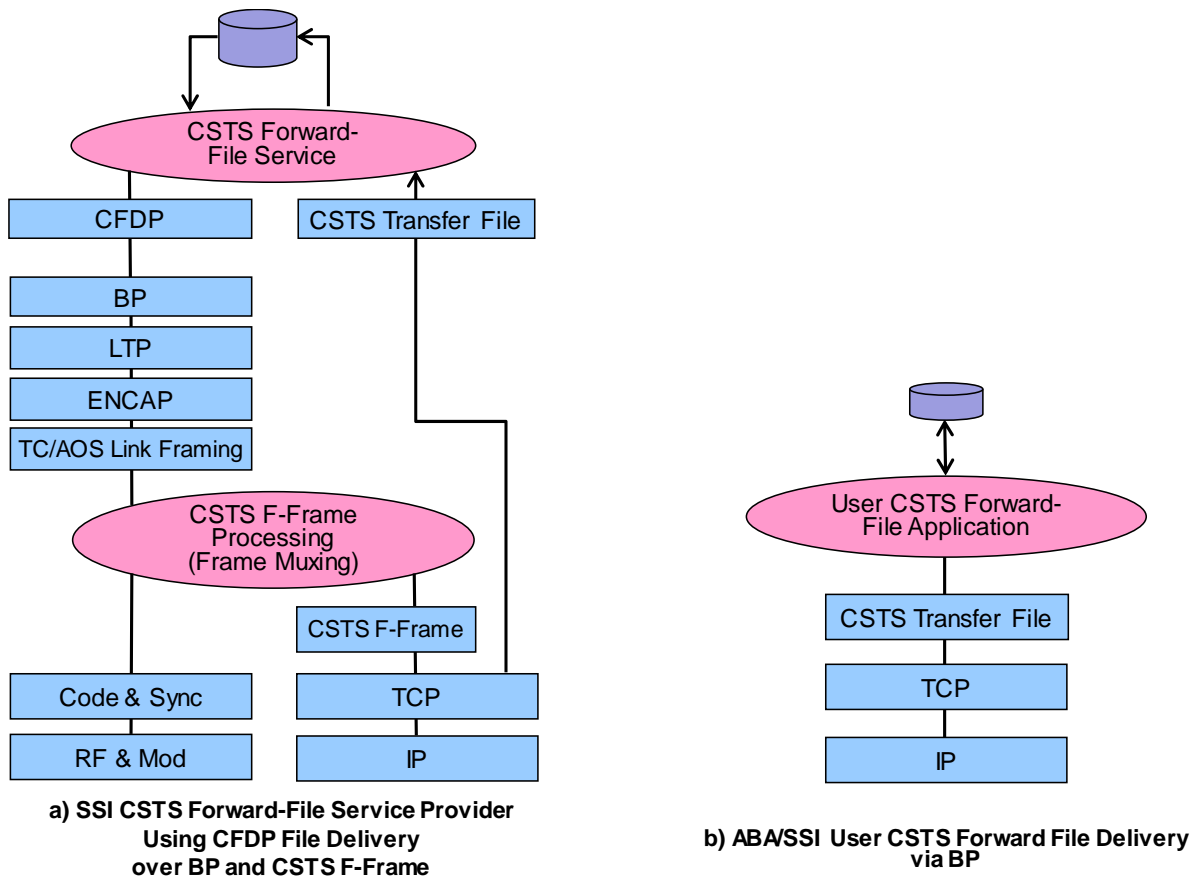 CSTS Forward-
File Service
CFDP
CSTS Transfer File
BP
LTP
ENCAP
TC/AOS Link Framing
CSTS F-Frame
Processing
(Frame Muxing)
CSTS F-Frame
Code & Sync
TCP
RF & Mod
IP
a) SSI CSTS Forward-File Service Provider
Using CFDP File Delivery
over BP and CSTS F-Frame
User CSTS Forward-
File Application
CSTS Transfer File
TCP
IP
b) ABA/SSI User CSTS Forward File Delivery
via BP